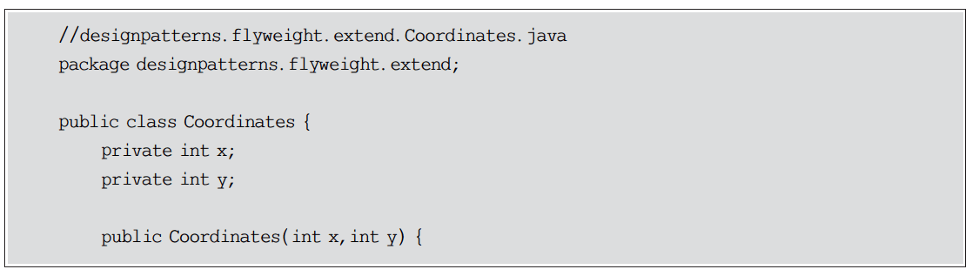 //designpatterns.flyweight.extend.Coordinates.java
package designpatterns.flyweight.extend;
public class Coordinates {
private int x;
private int y;
public Coordinates(int x,int y) {